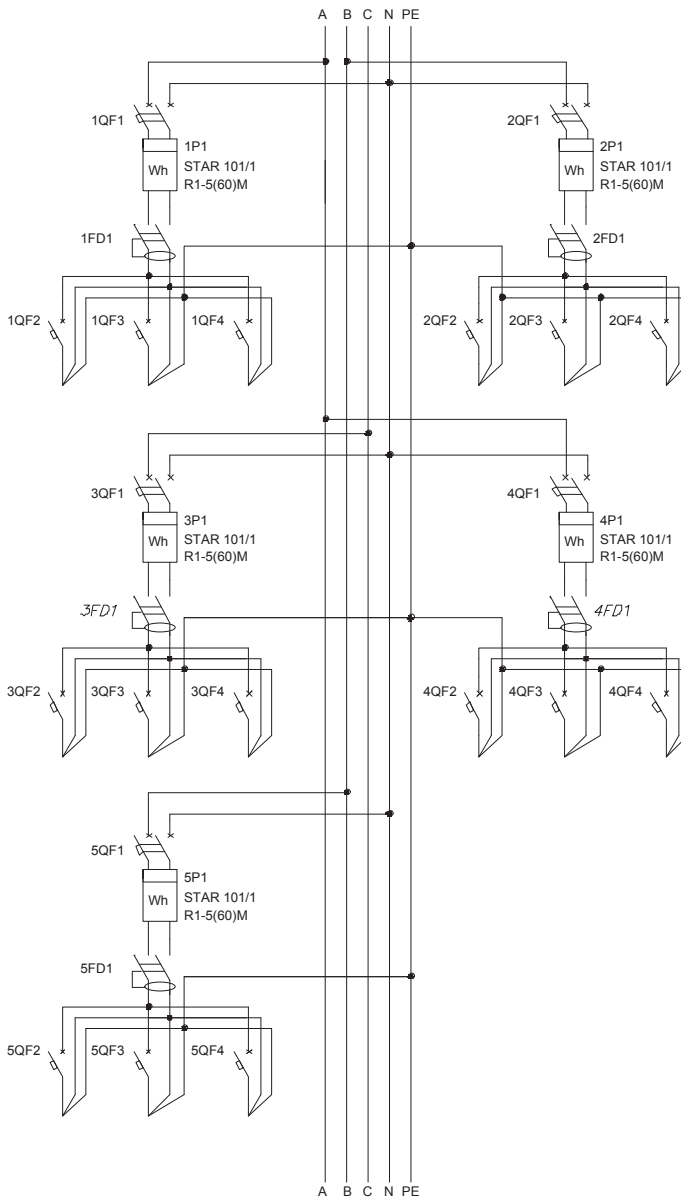 A B C N PE
1QF1
1P1
Wh
STAR 101/1
R1-5(60)M
1FD1
1QF2
1QF3
1QF4
2QF1
2P1
Wh
STAR 101/1
R1-5(60)M
2FD1
2QF2
2QF3
2QF4
3QF1
3P1
Wh
STAR 101/1
R1-5(60)M
3FD1
3QF2
3QF3
3QF4
4QF1
4P1
Wh
STAR 101/1
R1-5(60)M
4FD1
4QF2
4QF3
4QF4
5QF1
5P1
Wh
STAR 101/1
R1-5(60)M
5FD1
5QF2
5QF3
5QF4
A B C N PE